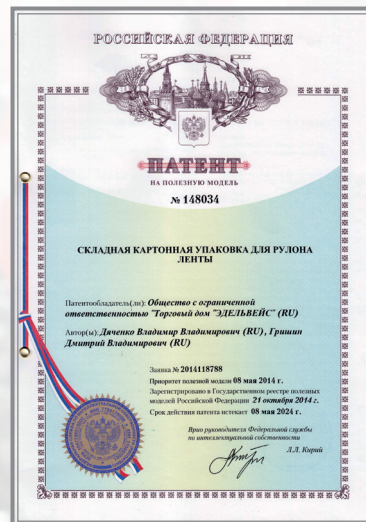 РОССИЙСКАЯ ФЕДЕРАЦИЯ
ПАТЕНТ
НА ПОЛЕЗНУЮ МОДЕЛЬ
№ 148034
СКЛАДНАЯ КАРТОННАЯ УПАКОВКА ДЛЯ РУЛОНА
ЛЕНТЫ
Патентообладатель(ли): Общество с ограниченной
ответственностью "Торговый дом "ЭДЕЛЬВЕЙС" (RU)
Автор(ы): Дяченко Владимир Владимирович (RU), Гришин
Дмитрий Владимирович (RU)
Заявка № 2014118788
Приоритет полезной модели 08 мая 2014 г.
Зарегистрировано в Государственном реестре полезных
моделей Российской Федерации 21 октября 2014 г.
Срок действия патента истекает 08 мая 2024 г.
Врио руководителя Федеральной службы
по интеллектуальной собственности
Л.Л. Кирий